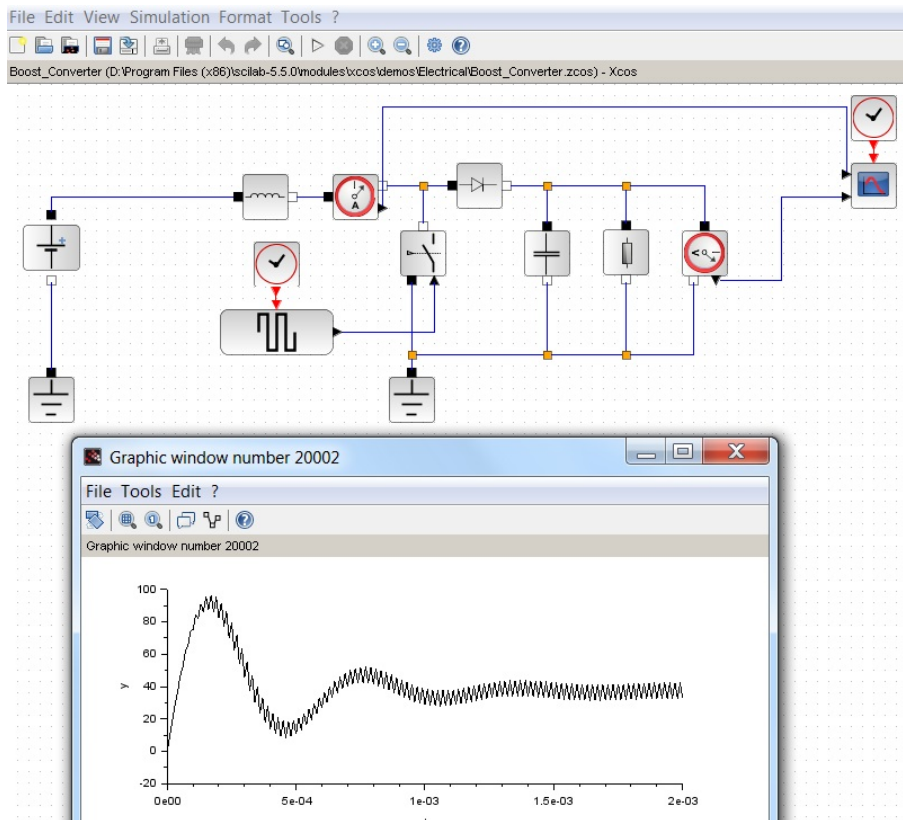 File Edit View Simulation Format Tools ?
Boost_Converter (D:\Program Files (x86)\scilab-5.5.0\modules\xcos\demos\Electrical\Boost_Converter.zcos) - Xcos
A
Graphic window number 20002
File Tools Edit ?
Graphic window number 20002
100
80
60
y
40
20
0
-20
0e00 5e-04 1e-03 1.5e-03 2e-03